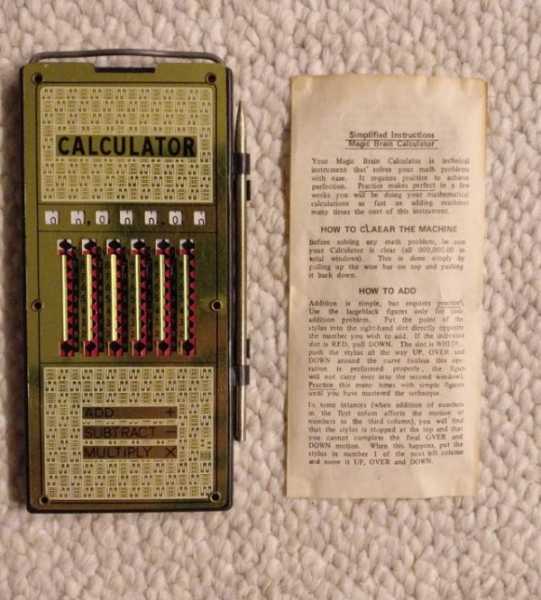 CALCULATOR
ADD +
SUBTRACT −
MULTIPLY X
Simplified Instructions
Magic Brain Calculator
Your Magic Brain Calculator is technical
instrument that solves your math problems
with ease. It requires practice to achieve
perfection. Practice makes perfect in a few
weeks you will be doing your mathematical
calculations as fast an adding machines
many times the cost of this instrument.
HOW TO CLAEAR THE MACHINE
Before solving any math problem, be sure
your Calculator is clear (all 000,000.00 in
total windows). This is done simply by
pulling up the wire bar on top and pushing
it back down.
HOW TO ADD
Addition is simple, but requires practice.
Use the largeblack figures only for
addition problem. Put the point of the
stylus into the right-hand slot directly opposite
the number you wish to add. If the indicated
slot is RED, pull DOWN. The slot is
push the stylus all the way UP, OVER and
DOWN around the curve
is performed properly, the figure
will not carry over into the second window).
Practice this many times with simple figures
until you have mastered the technique.
In some (when addition of numbers
in the first column affects the motion of
numbers in the third column), you will find
that the stylus is stopped at the top and that
you cannot complete the final OVER and
DOWN motion. When this happens, put the
stylus in number 1 of the next left column
and move it UP, OVER and DOWN.